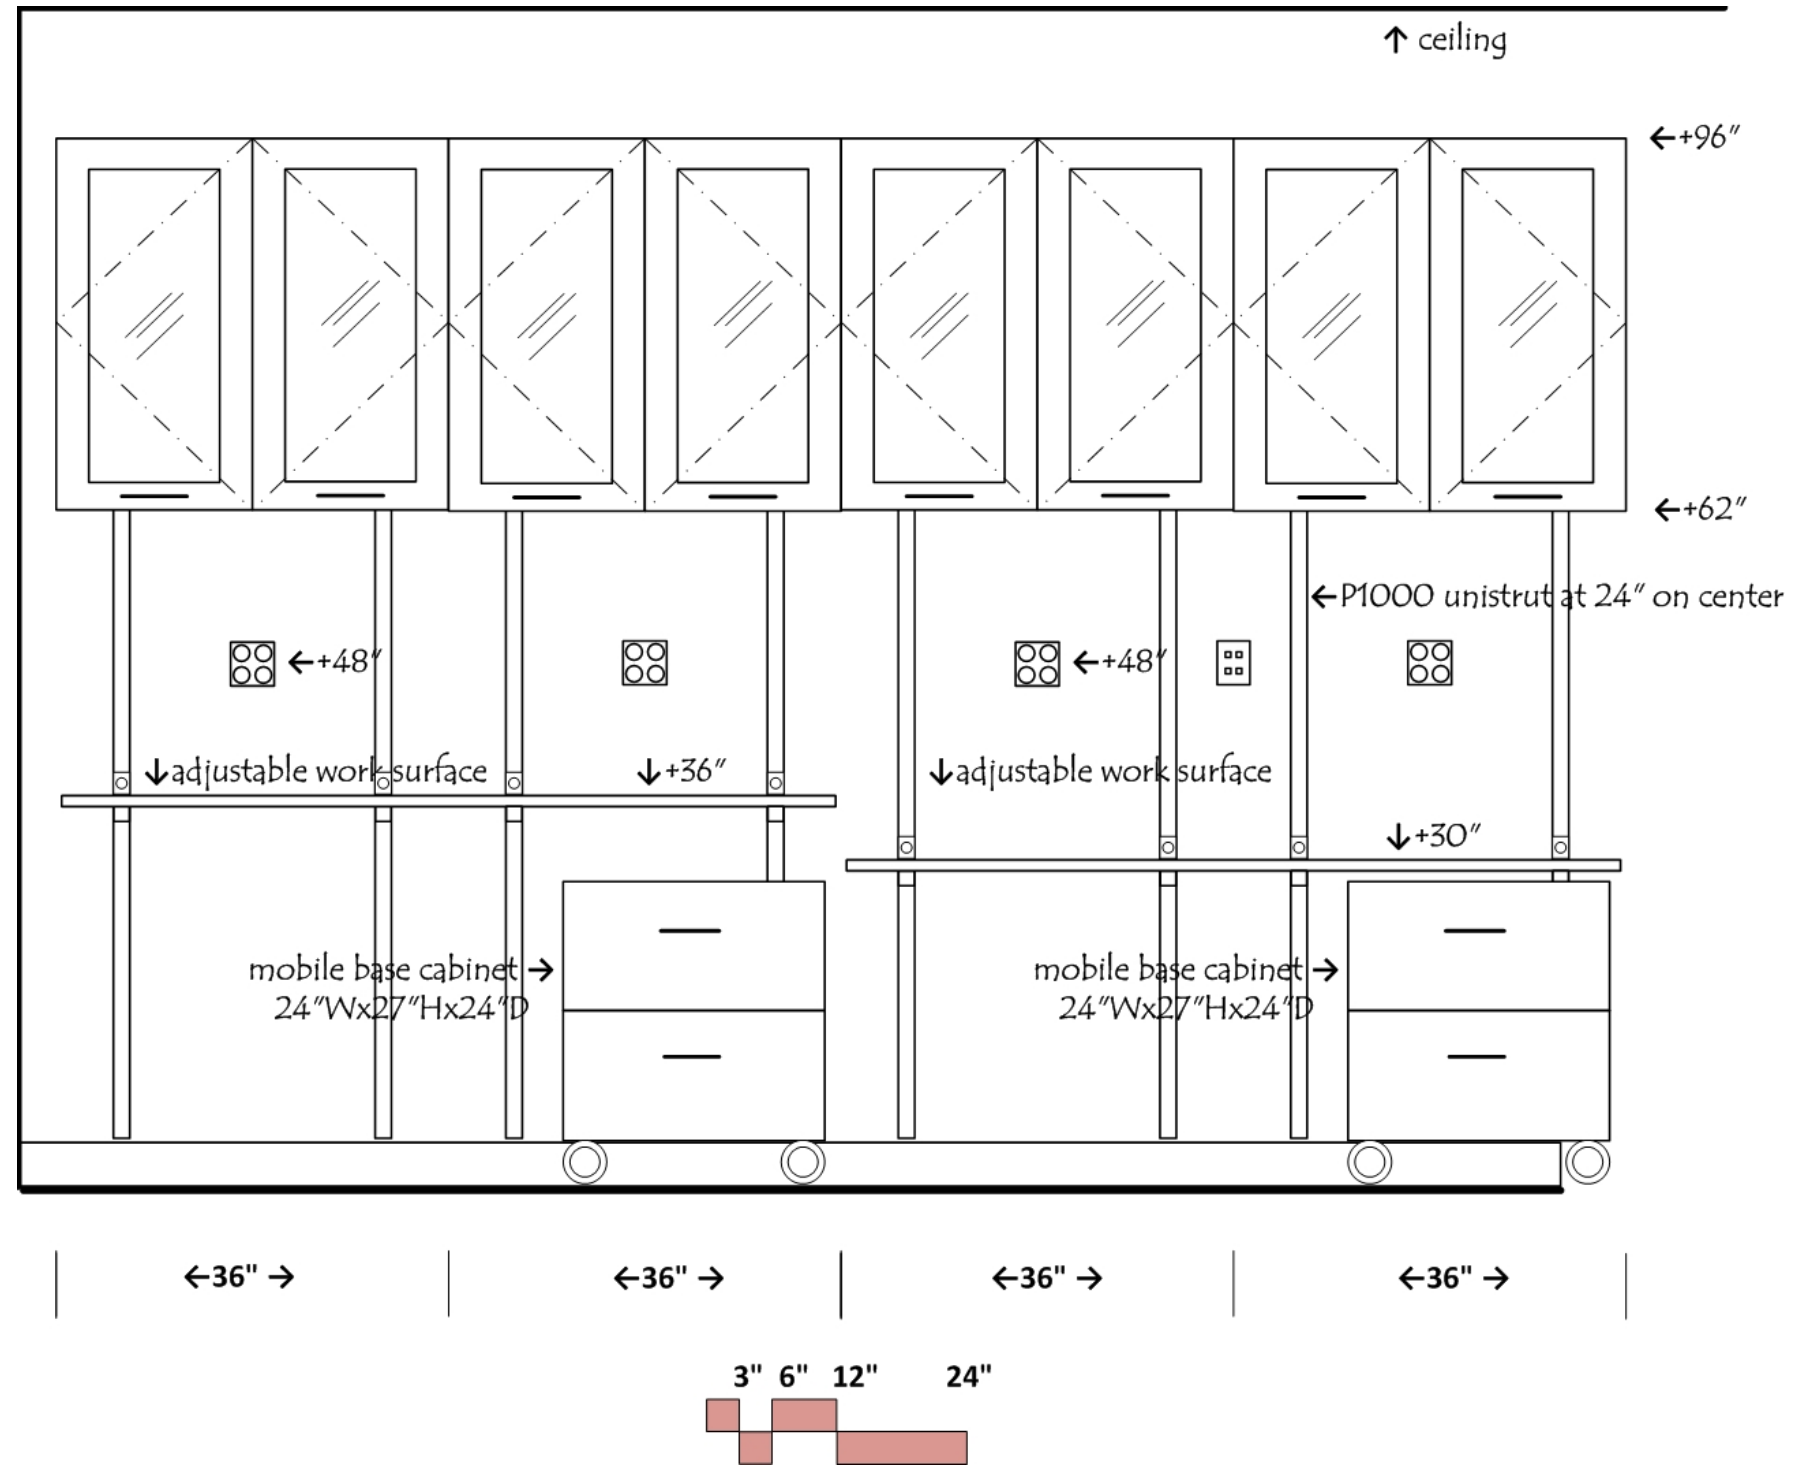 ↑ ceiling
←+96"
←+62"
←P1000 unistrut at 24" on center
←+48"
←+48"
↓adjustable work surface
↓+36"
↓adjustable work surface
↓+30"
mobile base cabinet →
24"Wx27"Hx24"D
mobile base cabinet →
24"Wx27"Hx24"D
←36" →
←36" →
←36" →
←36" →
3" 6" 12" 24"